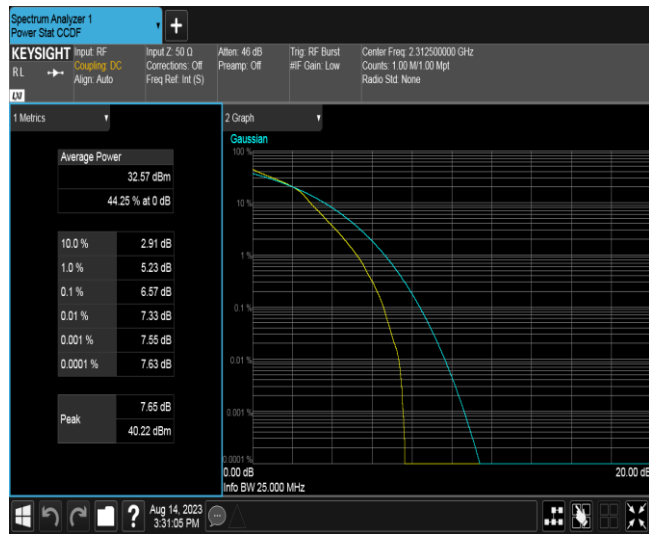 Spectrum Analyzer 1
Power Stat CCDF
+
KEYSIGHT
RL
LXI
Input: RF
Coupling: DC
Align: Auto
Input Z: 50 Ω
Corrections: Off
Freq Ref: Int (S)
Atten: 46 dB
Preamp: Off
Trig: RF Burst
#IF Gain: Low
Center Freq: 2.312500000 GHz
Counts: 1.00 M/1.00 Mpt
Radio Std: None
1 Metrics
Average Power
32.57 dBm
44.25 % at 0 dB
10.0 % 2.91 dB
1.0 % 5.23 dB
0.1 % 6.57 dB
0.01 % 7.33 dB
0.001 % 7.55 dB
0.0001 % 7.63 dB
Peak
7.65 dB
40.22 dBm
2 Graph
Gaussian
100 %
10 %
1 %
0.1 %
0.01 %
0.001 %
0.0001 %
0.00 dB 20.00 dB
Info BW 25.000 MHz
? Aug 14, 2023
3:31:05 PM